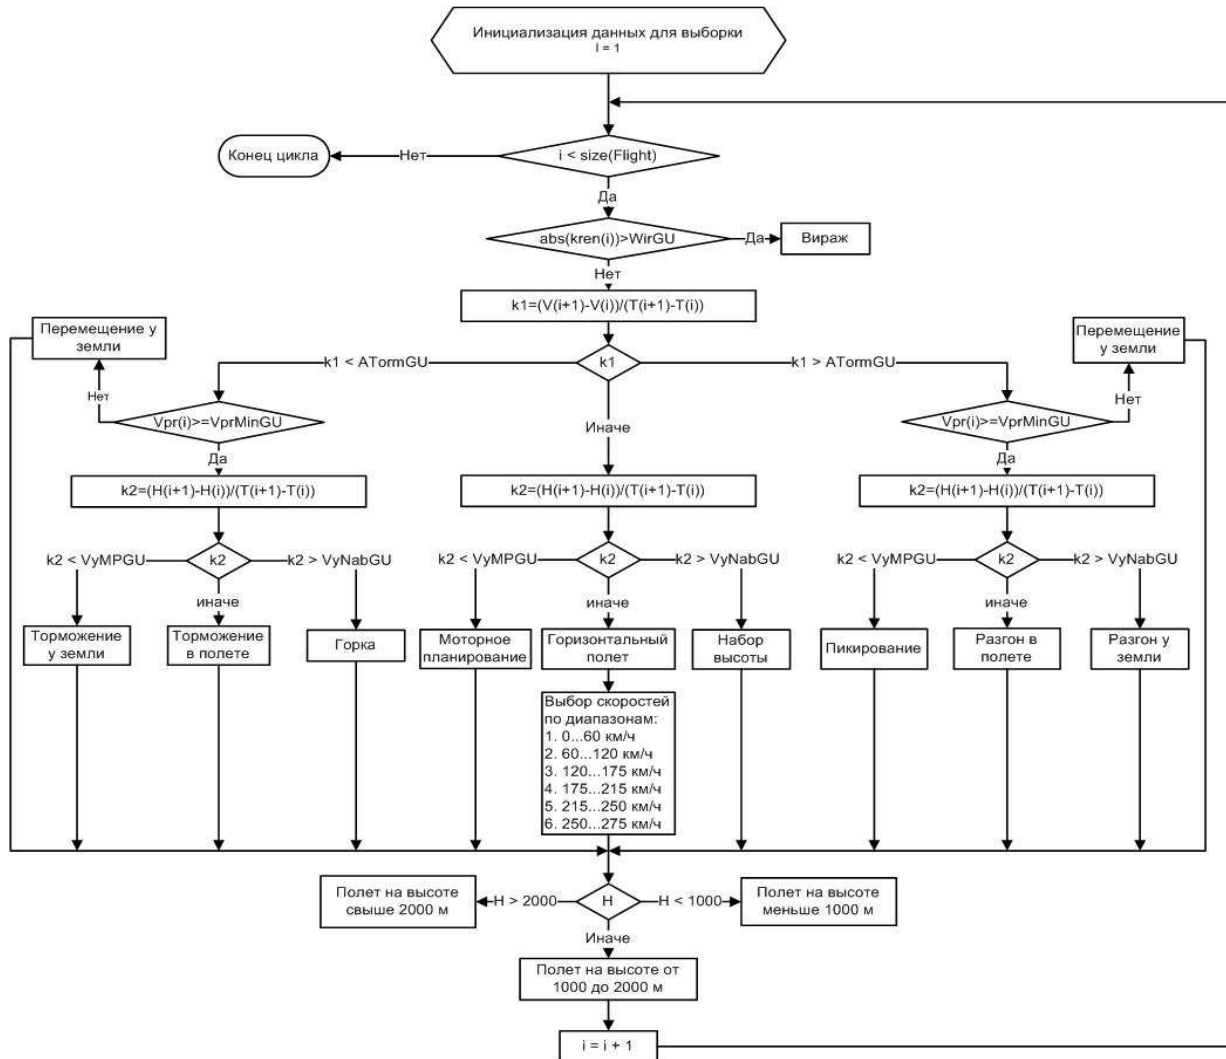 Инициализация данных для выборки
I = 1
Конец цикла
Нет
i < size(Flight)
Да
abs(kren(i))>WirGU
Да
Вираж
Нет
k1=(V(i+1)-V(i))/(T(i+1)-T(i))
Перемещение у
земли
k1 < ATormGU
k1
k1 > ATormGU
Перемещение
у земли
Нет
Vpr(i)>=VprMinGU
Иначе
Vpr(i)>=VprMinGU
Нет
Да
Да
k2=(H(i+1)-H(i))/(T(i+1)-T(i))
k2=(H(i+1)-H(i))/(T(i+1)-T(i))
k2=(H(i+1)-H(i))/(T(i+1)-T(i))
k2 < VyMPGU
k2
k2 > VyNabGU
k2 < VyMPGU
k2
k2 > VyNabGU
k2 < VyMPGU
k2
k2 > VyNabGU
иначе
иначе
иначе
Торможение
у земли
Торможение
в полете
Горка
Моторное
планирование
Горизонтальный
полет
Набор
высоты
Пикирование
Разгон в
полете
Разгон у
земли
Выбор скоростей
по диапазонам:
1. 0...60 км/ч
2. 60...120 км/ч
3. 120...175 км/ч
4. 175...215 км/ч
5. 215...250 км/ч
6. 250...275 км/ч
Полет на высоте
свыше 2000 м
H > 2000
H
H < 1000
Полет на высоте
меньше 1000 м
Иначе
Полет на высоте от
1000 до 2000 м
i = i + 1